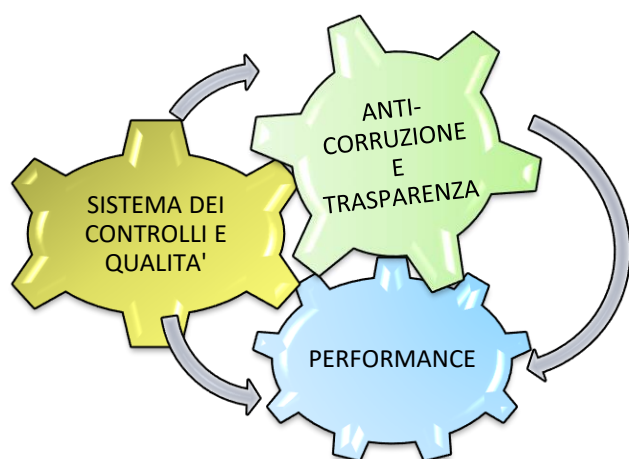 ANTI-
CORRUZIONE
E
TRASPARENZA
SISTEMA DEI
CONTROLLI E
QUALITA'
PERFORMANCE